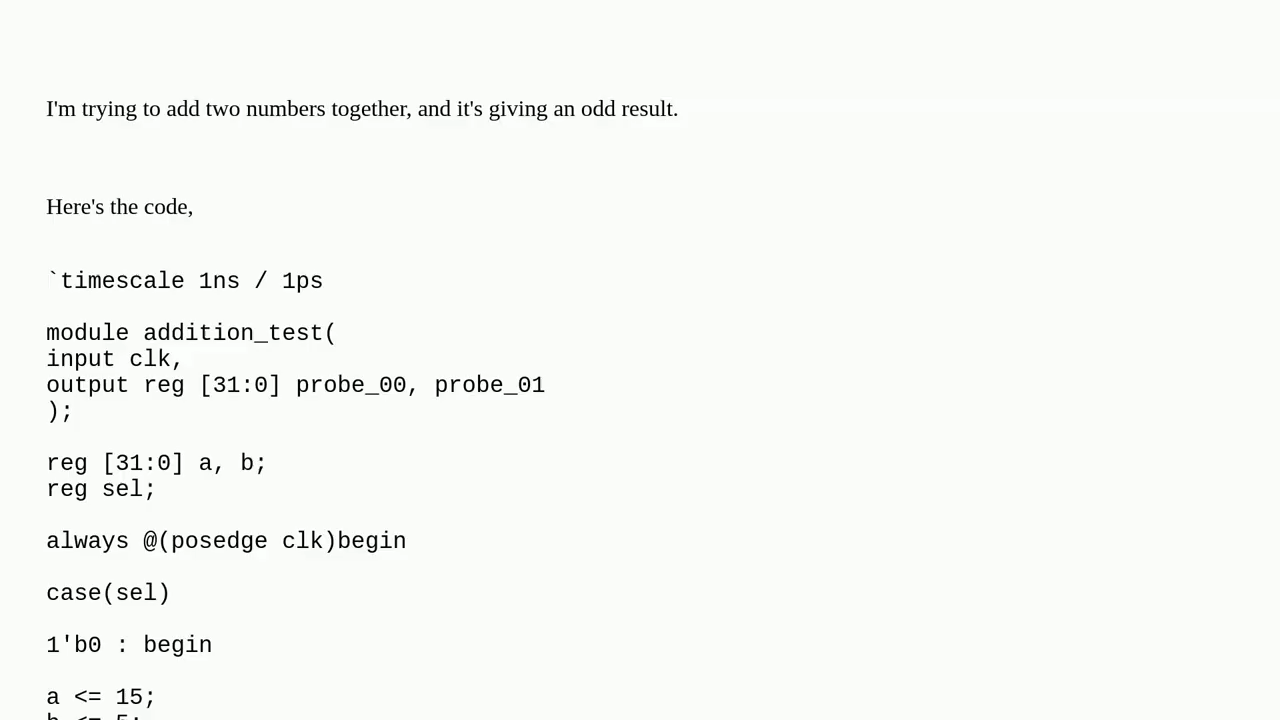 I'm trying to add two numbers together, and it's giving an odd result.
Here's the code,
`timescale 1ns / 1ps
module addition_test(
input clk,
output reg [31:0] probe_00, probe_01
);
reg [31:0] a, b;
reg sel;
always @(posedge clk)begin
case(sel)
1'b0 : begin
a <= 15;
b <= 5;